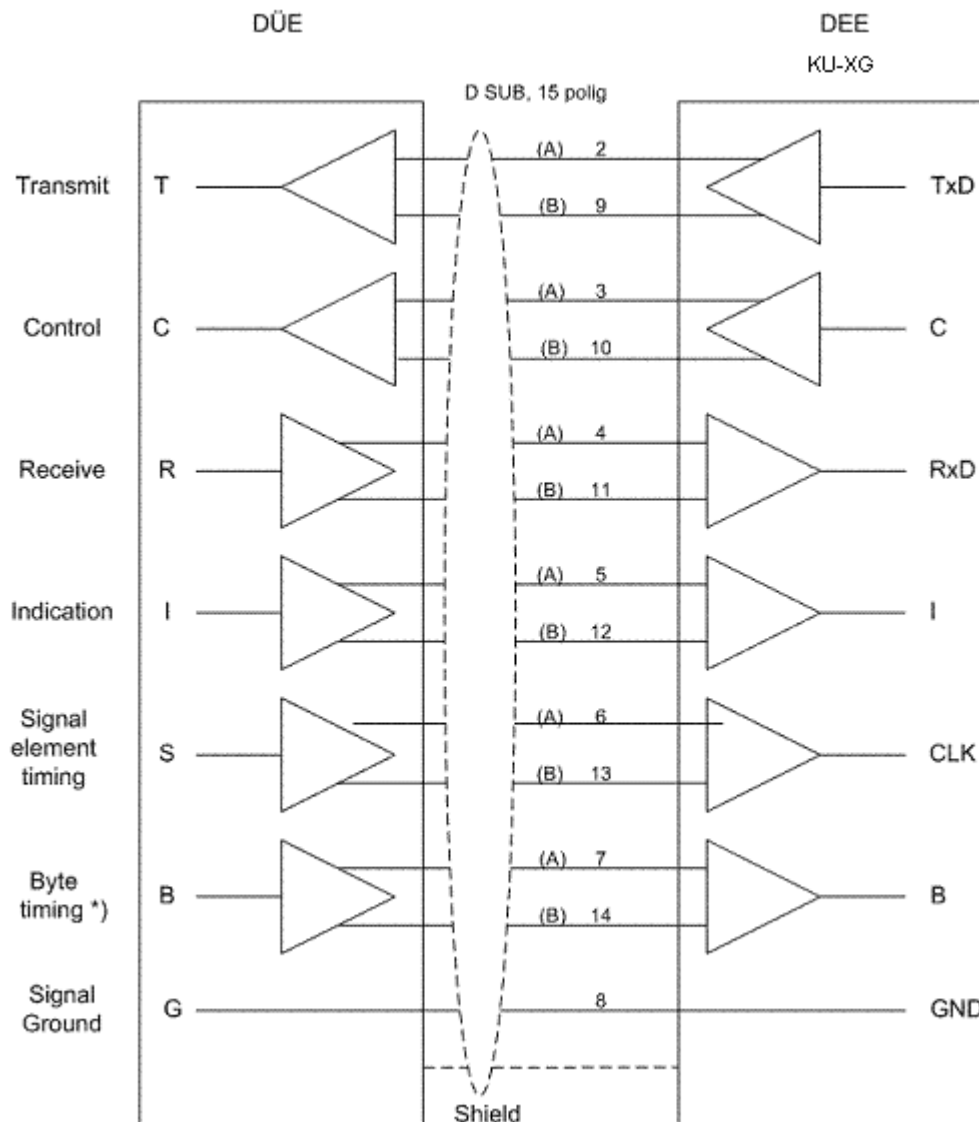 DÜE
DEE
KU-XG
D SUB, 15 polig
Transmit T (A) 2 TxD
(B) 9
Control C (A) 3 C
(B) 10
Receive R (A) 4 RxD
(B) 11
Indication I (A) 5 I
(B) 12
Signal
element
timing
S (A) 6 CLK
(B) 13
Byte
timing *)
B (A) 7 B
(B) 14
Signal
Ground
G 8 GND
Shield